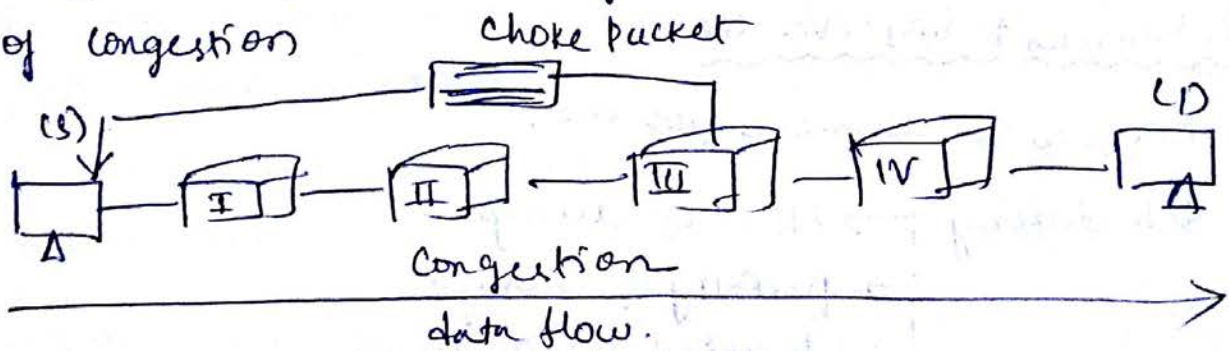 of congestion choke packet
(S) (D)
I II III IV
Congestion
data flow.